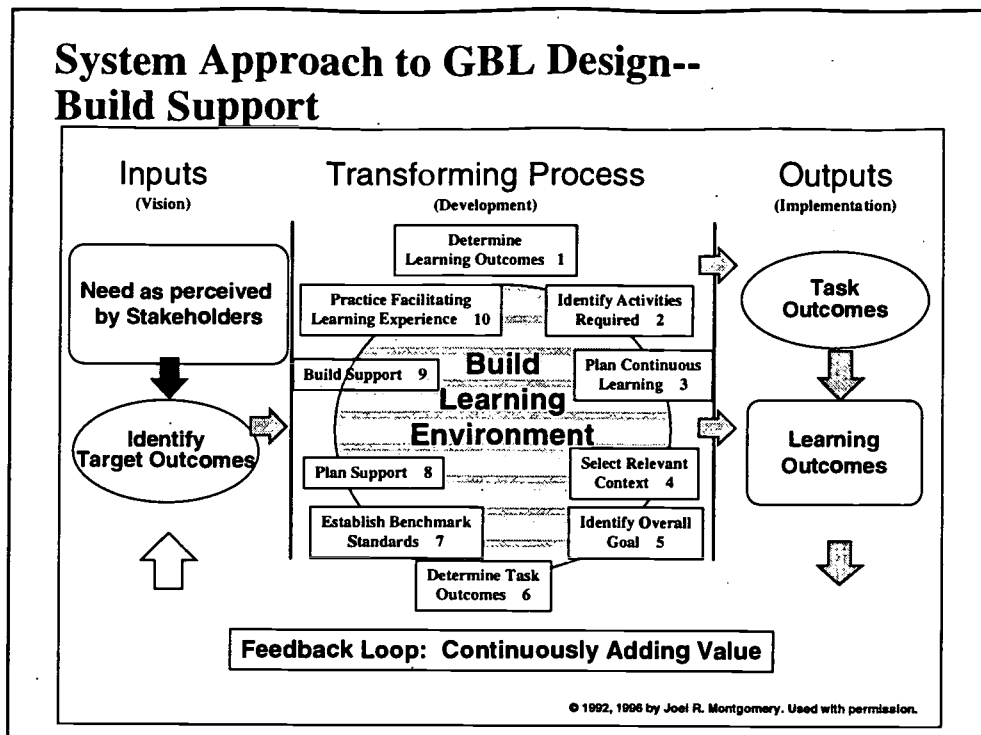 System Approach to GBL Design--
Build Support
Inputs
(Vision)
Transforming Process
(Development)
Outputs
(Implementation)
Need as perceived
by Stakeholders
Identify
Target Outcomes
Determine
Learning Outcomes 1
Identify Activities
Required 2
Plan Continuous
Learning 3
Select Relevant
Context 4
Identify Overall
Goal 5
Determine Task
Outcomes 6
Establish Benchmark
Standards 7
Plan Support 8
Build Support 9
Practice Facilitating
Learning Experience 10
Build
Learning
Environment
Task
Outcomes
Learning
Outcomes
Feedback Loop: Continuously Adding Value
© 1992, 1996 by Joel R. Montgomery. Used with permission.